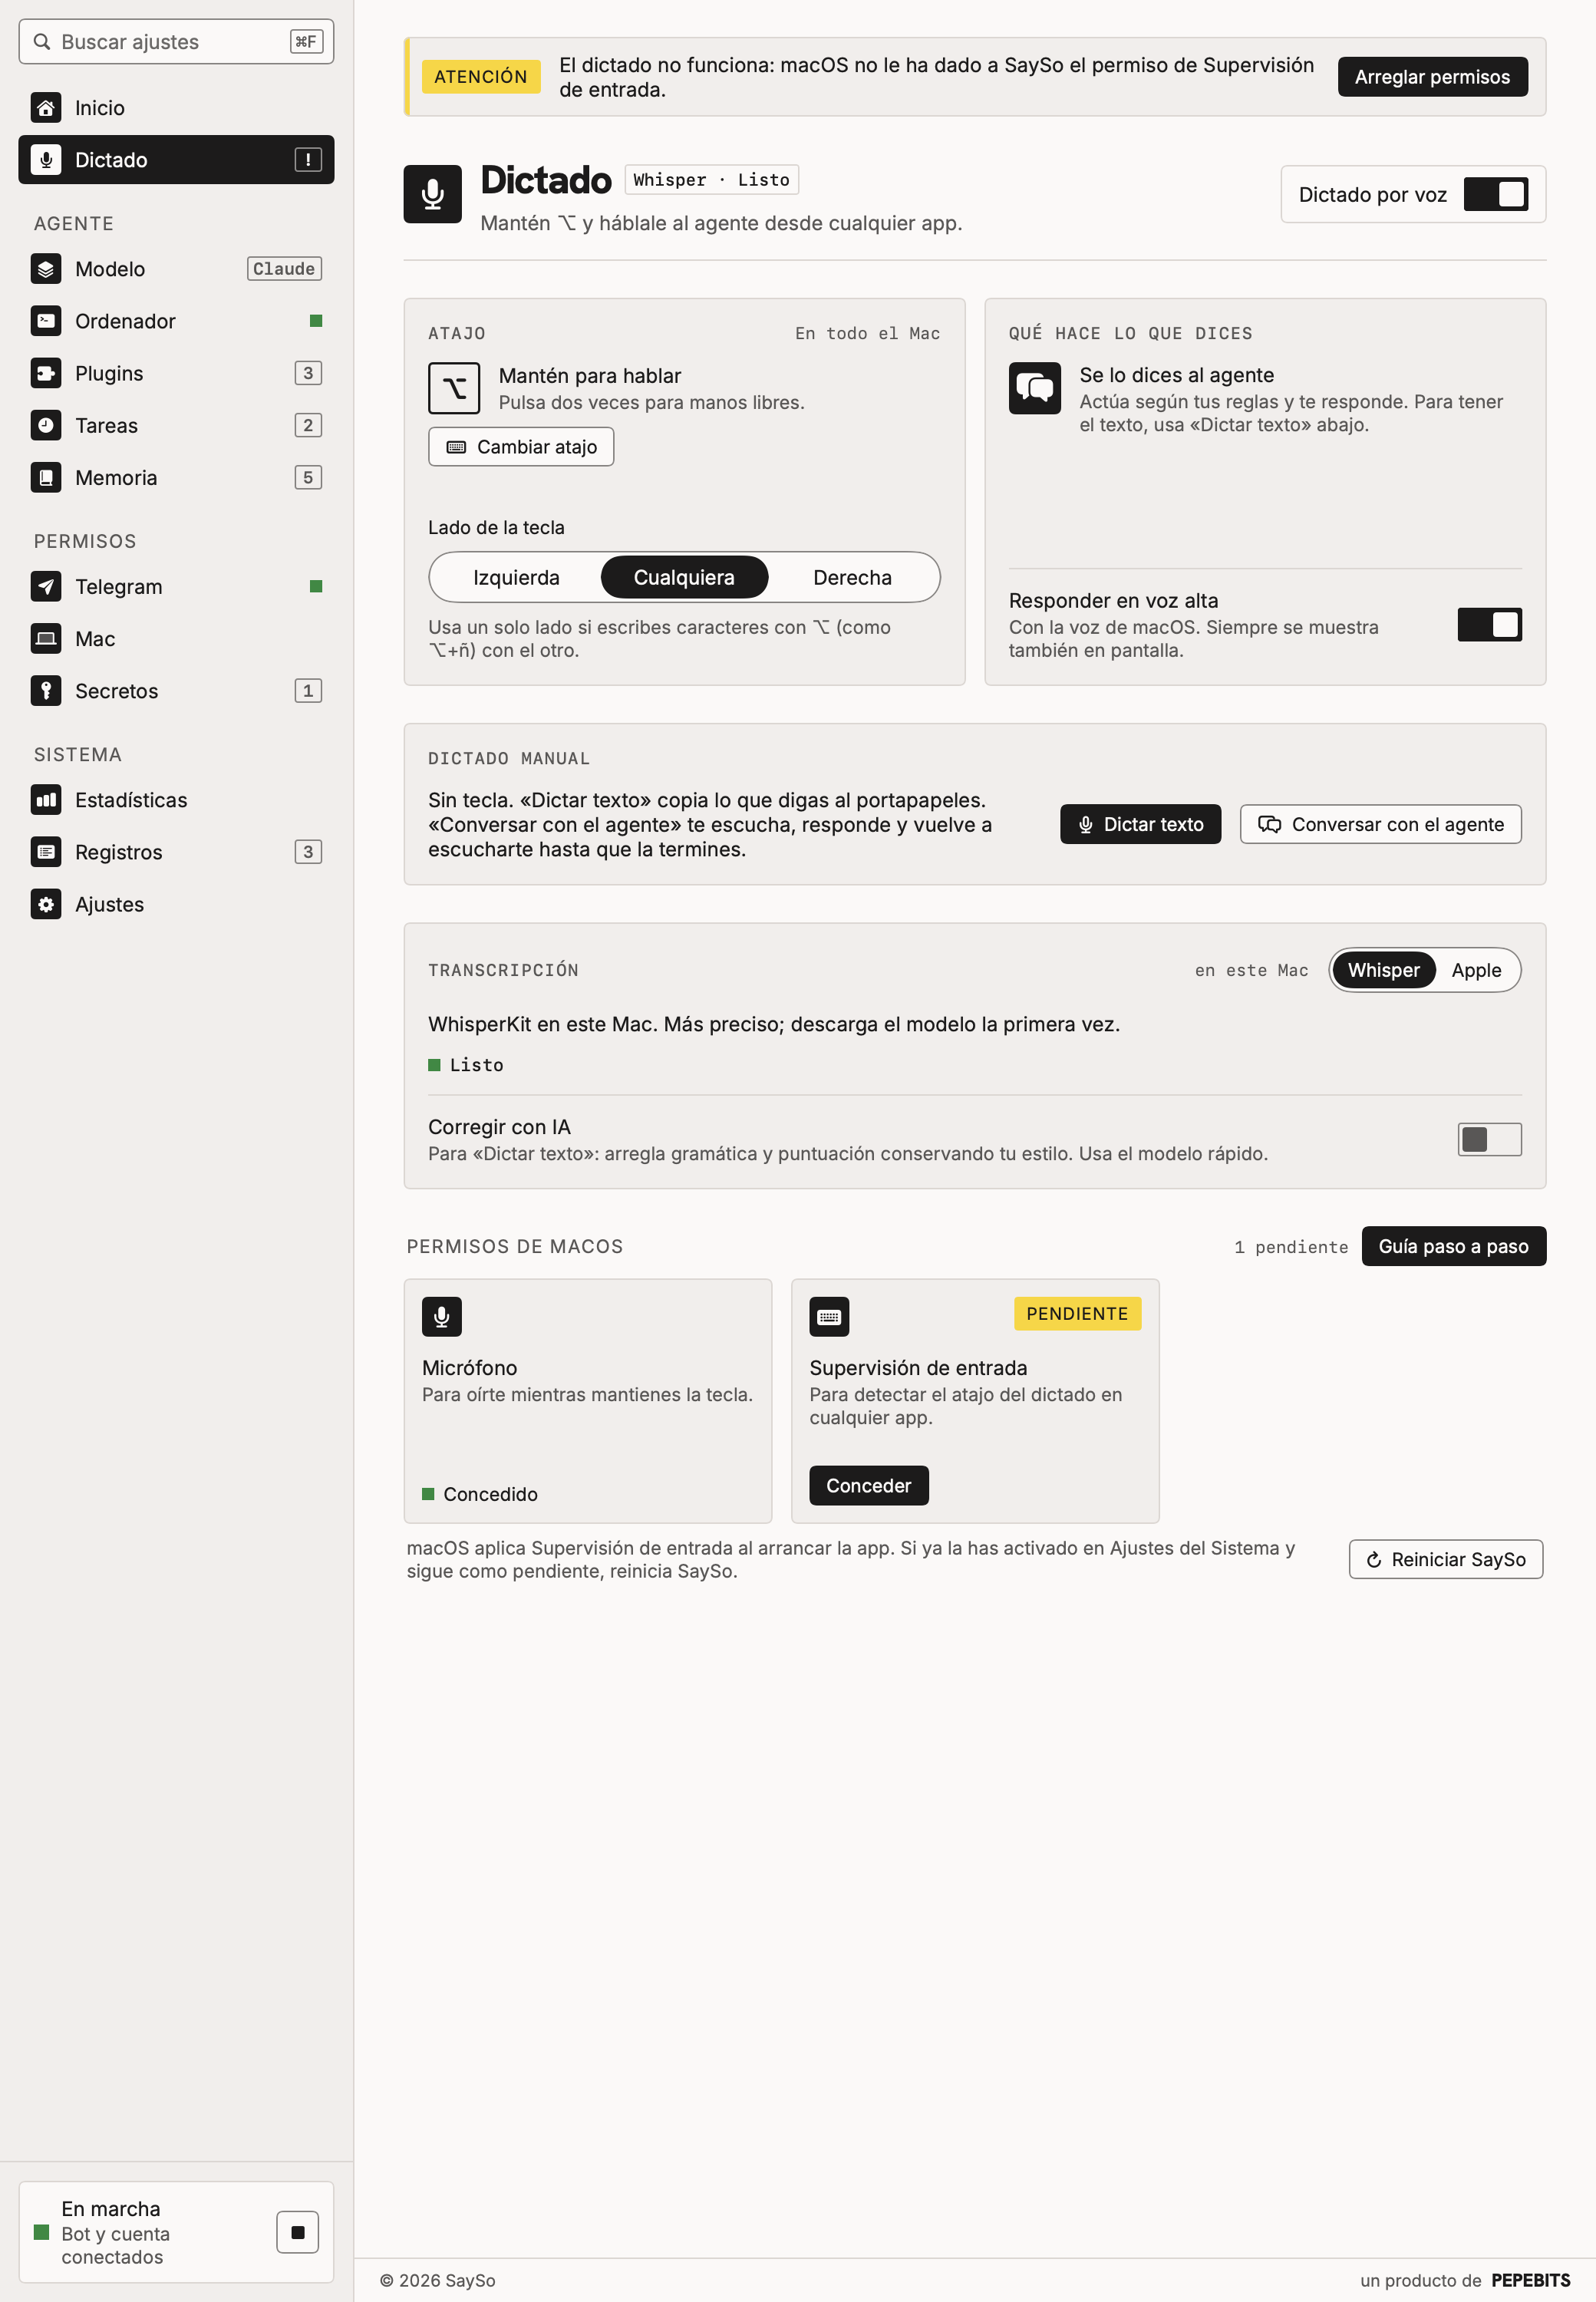 Buscar ajustes
⌘F
Inicio
Dictado
!
AGENTE
Modelo
Claude
Ordenador
Plugins
3
Tareas
2
Memoria
5
PERMISOS
Telegram
Mac
Secretos
1
SISTEMA
Estadísticas
Registros
3
Ajustes
En marcha
Bot y cuenta
conectados
ATENCIÓN
El dictado no funciona: macOS no le ha dado a SaySo el permiso de Supervisión
de entrada.
Arreglar permisos
Dictado
Whisper · Listo
Mantén ⌥ y háblale al agente desde cualquier app.
Dictado por voz
ATAJO
En todo el Mac
⌥
Mantén para hablar
Pulsa dos veces para manos libres.
Cambiar atajo
Lado de la tecla
Izquierda
Cualquiera
Derecha
Usa un solo lado si escribes caracteres con ⌥ (como
⌥+ñ) con el otro.
QUÉ HACE LO QUE DICES
Se lo dices al agente
Actúa según tus reglas y te responde. Para tener
el texto, usa «Dictar texto» abajo.
Responder en voz alta
Con la voz de macOS. Siempre se muestra
también en pantalla.
DICTADO MANUAL
Sin tecla. «Dictar texto» copia lo que digas al portapapeles.
«Conversar con el agente» te escucha, responde y vuelve a
escucharte hasta que la termines.
Dictar texto
Conversar con el agente
TRANSCRIPCIÓN
en este Mac
Whisper
Apple
WhisperKit en este Mac. Más preciso; descarga el modelo la primera vez.
Listo
Corregir con IA
Para «Dictar texto»: arregla gramática y puntuación conservando tu estilo. Usa el modelo rápido.
PERMISOS DE MACOS
1 pendiente
Guía paso a paso
Micrófono
Para oírte mientras mantienes la tecla.
Concedido
PENDIENTE
Supervisión de entrada
Para detectar el atajo del dictado en
cualquier app.
Conceder
macOS aplica Supervisión de entrada al arrancar la app. Si ya la has activado en Ajustes del Sistema y
sigue como pendiente, reinicia SaySo.
Reiniciar SaySo
© 2026 SaySo
un producto de PEPEBITS